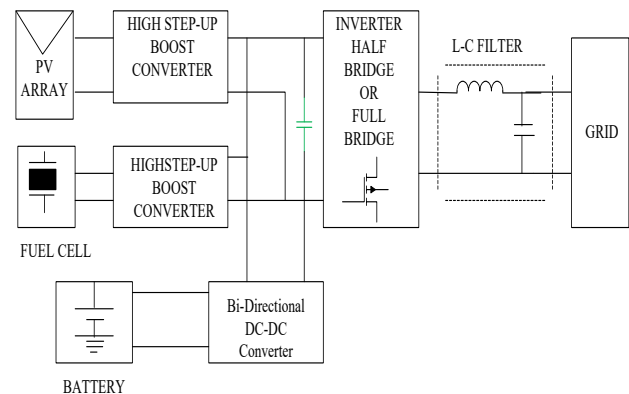 PV
ARRAY
HIGH STEP-UP
BOOST
CONVERTER
INVERTER
HALF
BRIDGE
OR
FULL
BRIDGE
L-C FILTER
GRID
FUEL CELL
HIGHSTEP-UP
BOOST
CONVERTER
BATTERY
Bi-Directional
DC-DC
Converter